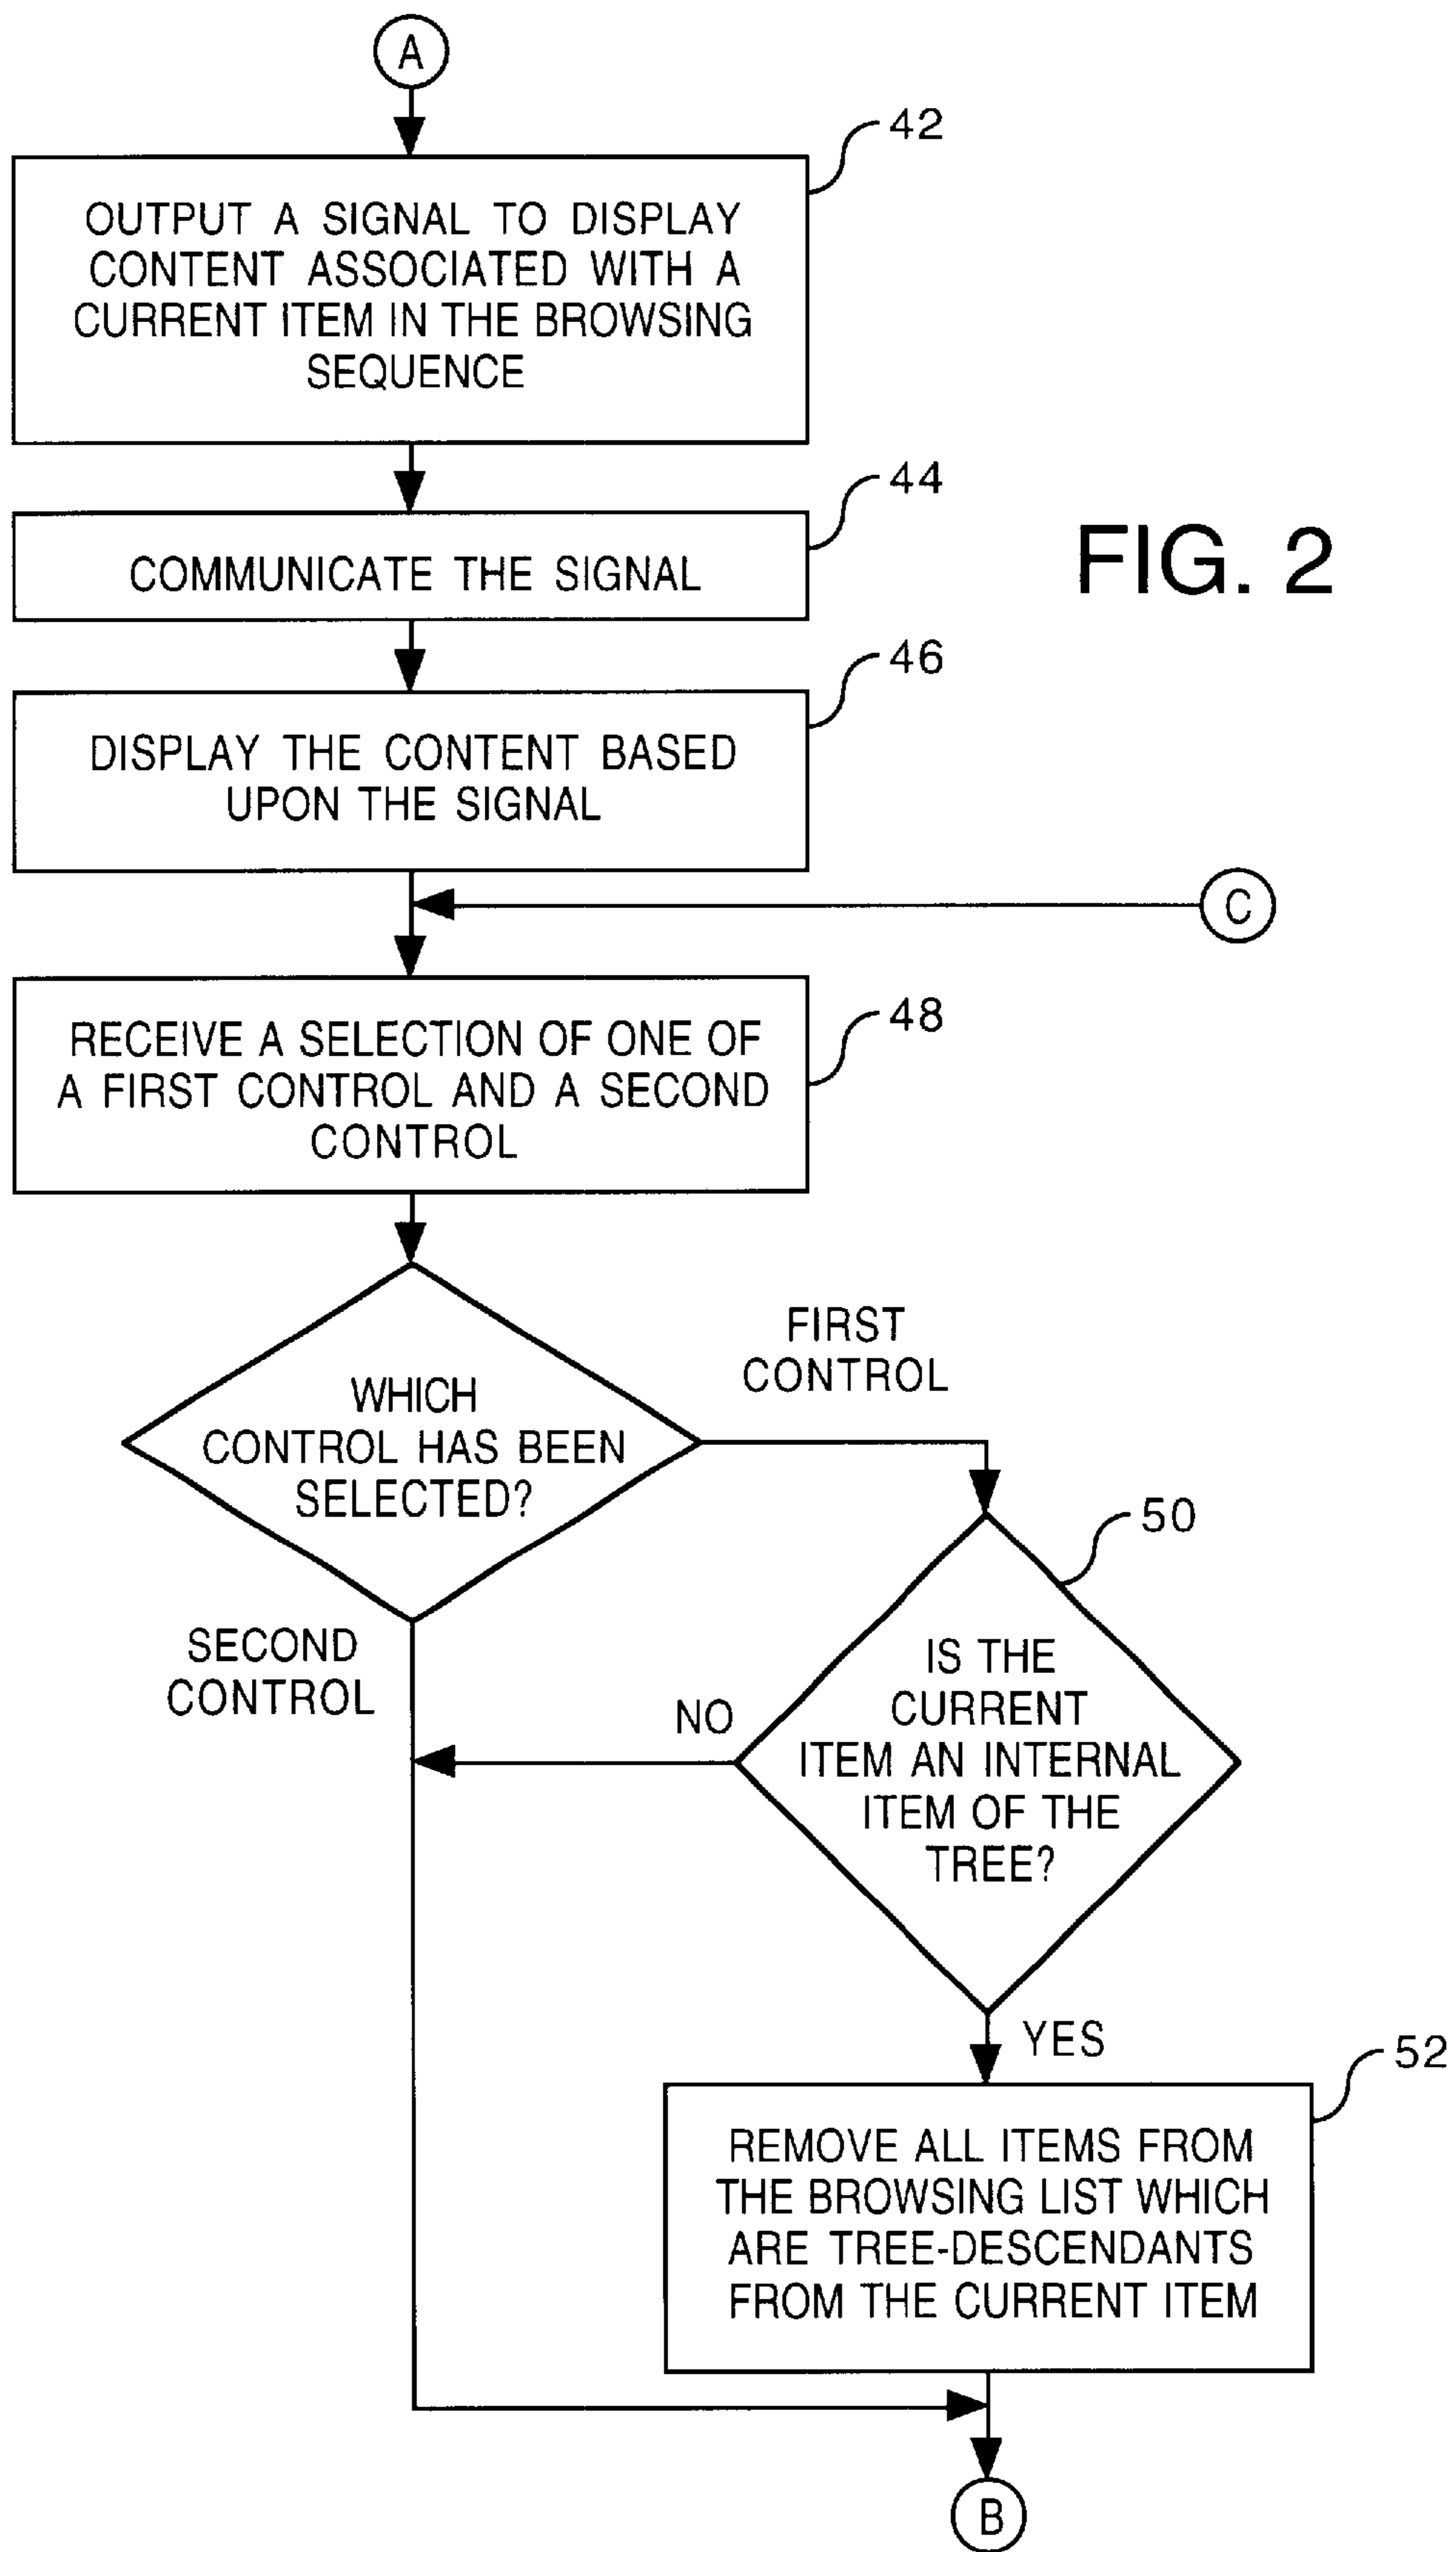 A
42
OUTPUT A SIGNAL TO DISPLAY
CONTENT ASSOCIATED WITH A
CURRENT ITEM IN THE BROWSING
SEQUENCE
44
COMMUNICATE THE SIGNAL
FIG. 2
46
DISPLAY THE CONTENT BASED
UPON THE SIGNAL
C
48
RECEIVE A SELECTION OF ONE OF
A FIRST CONTROL AND A SECOND
CONTROL
FIRST
CONTROL
WHICH
CONTROL HAS BEEN
SELECTED?
50
SECOND
CONTROL
NO
IS THE
CURRENT
ITEM AN INTERNAL
ITEM OF THE
TREE?
YES
52
REMOVE ALL ITEMS FROM
THE BROWSING LIST WHICH
ARE TREE-DESCENDANTS
FROM THE CURRENT ITEM
B